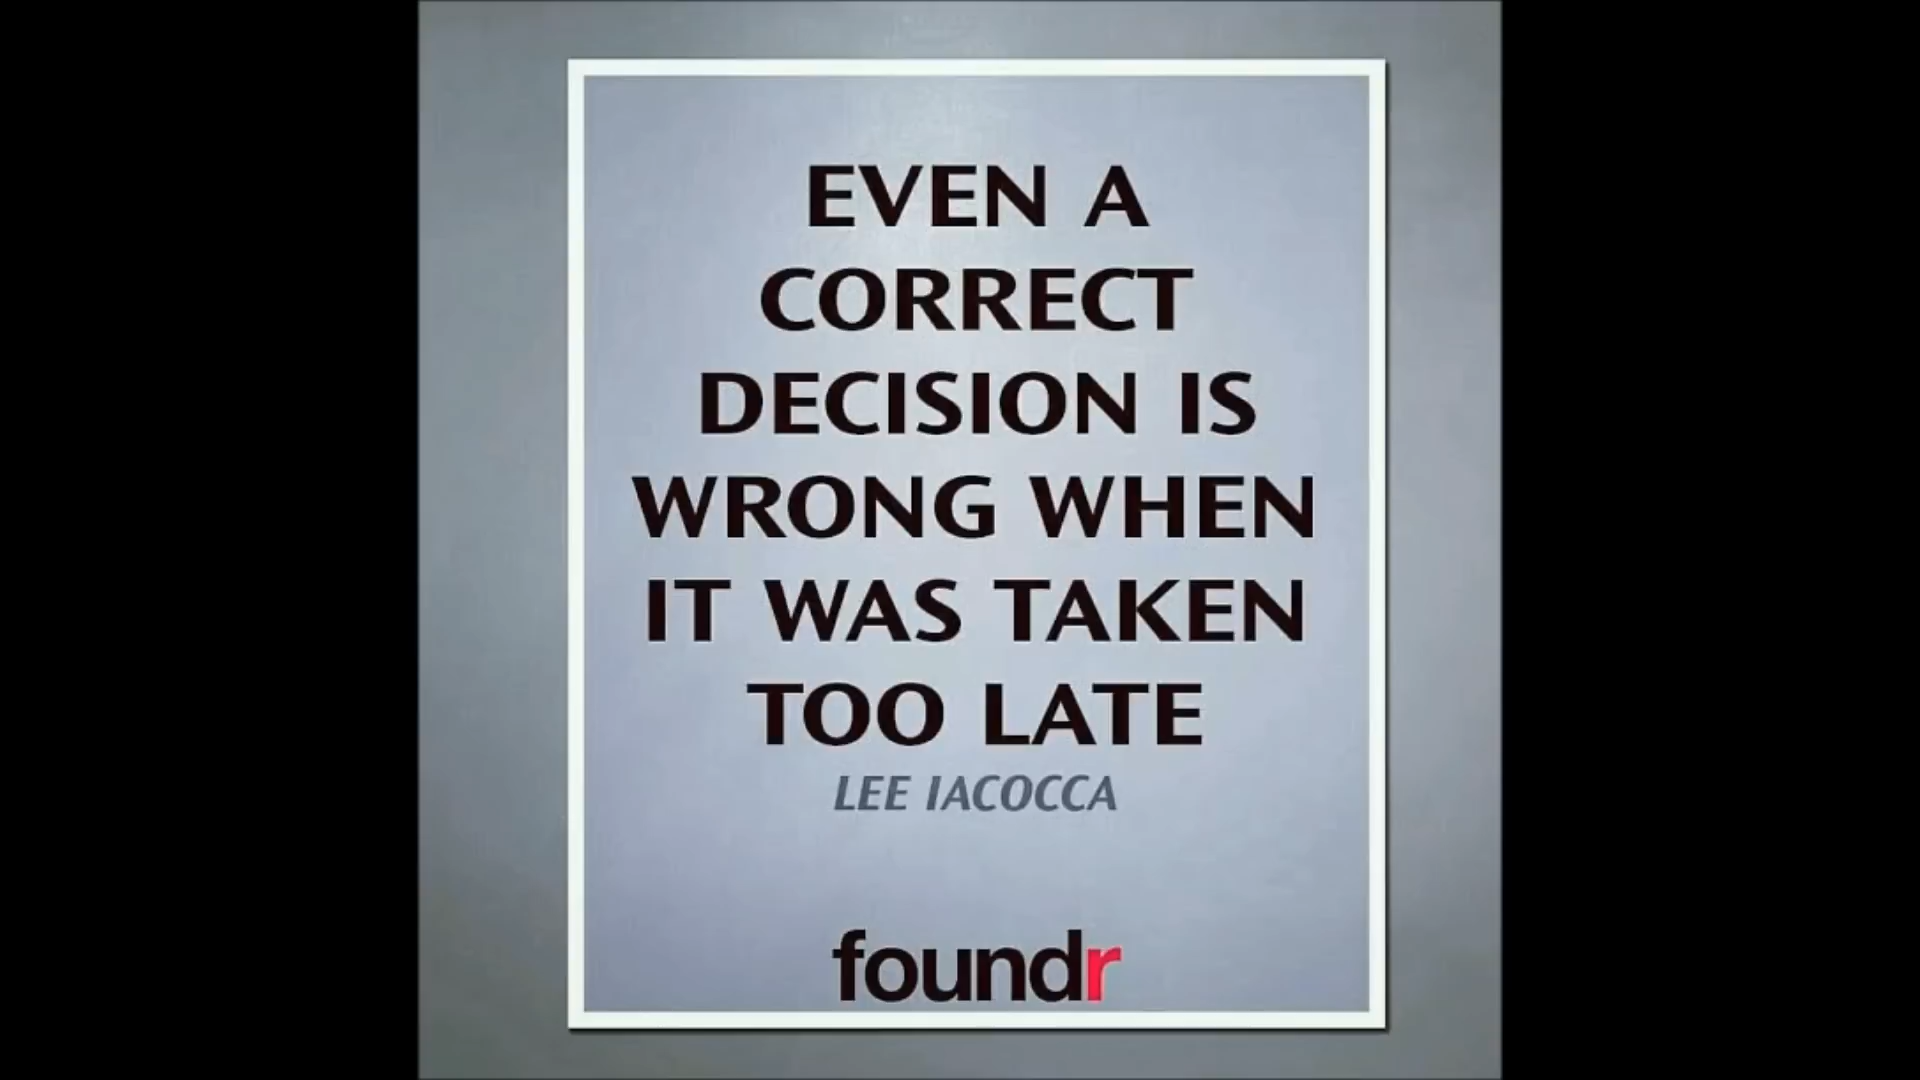 EVEN A
CORRECT
DECISION IS
WRONG WHEN
IT WAS TAKEN
TOO LATE
LEE IACOCCA
foundr